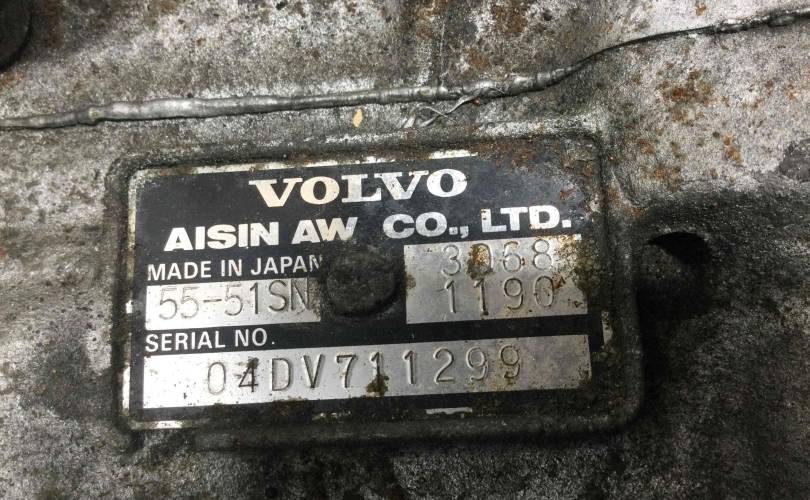 VOLVO
AISIN AW CO., LTD.
MADE IN JAPAN
3068
55-51SN
1190
SERIAL NO.
04DV711299